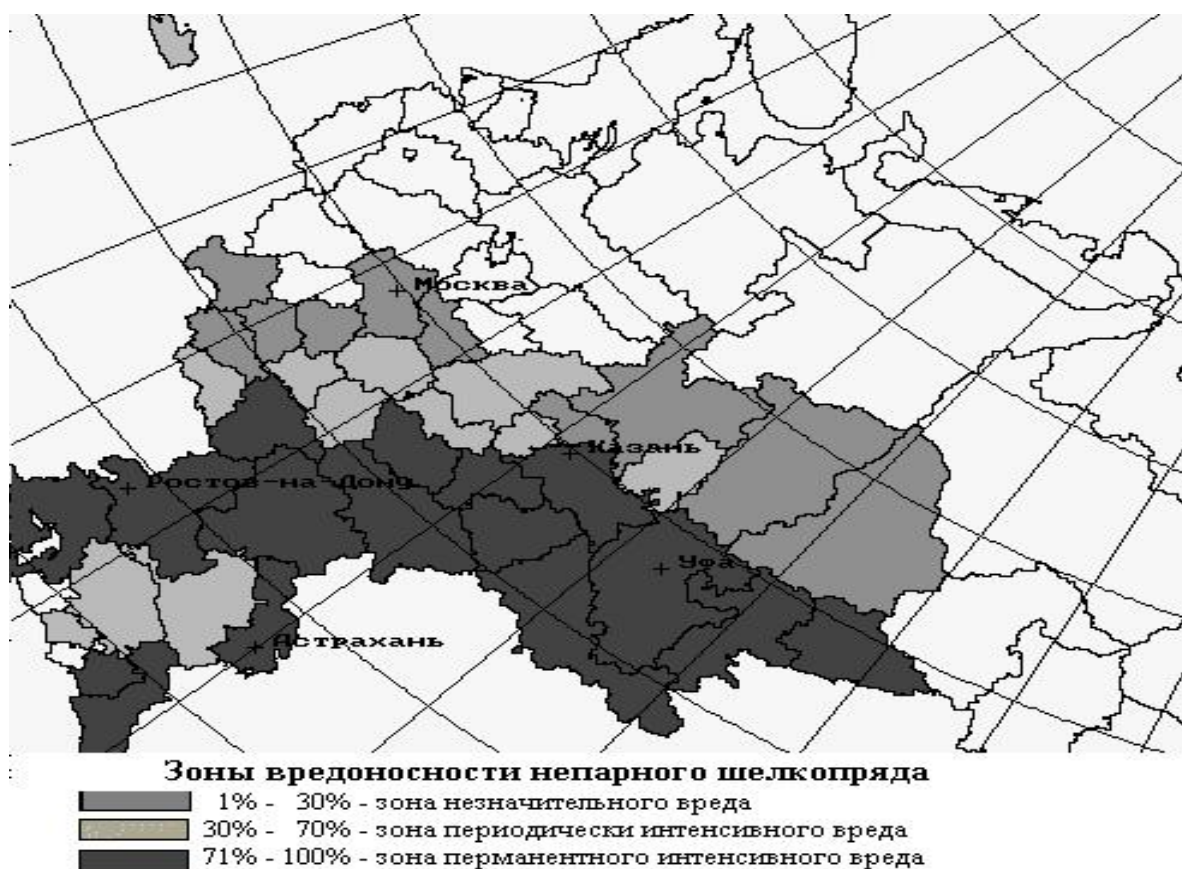 Москва
Казань
Ростов-на-Дону
Уфа
Астрахань
Зоны вредоносности непарного шелкопряда
1% - 30% - зона незначительного вреда
30% - 70% - зона периодически интенсивного вреда
71% - 100% - зона перманентного интенсивного вреда